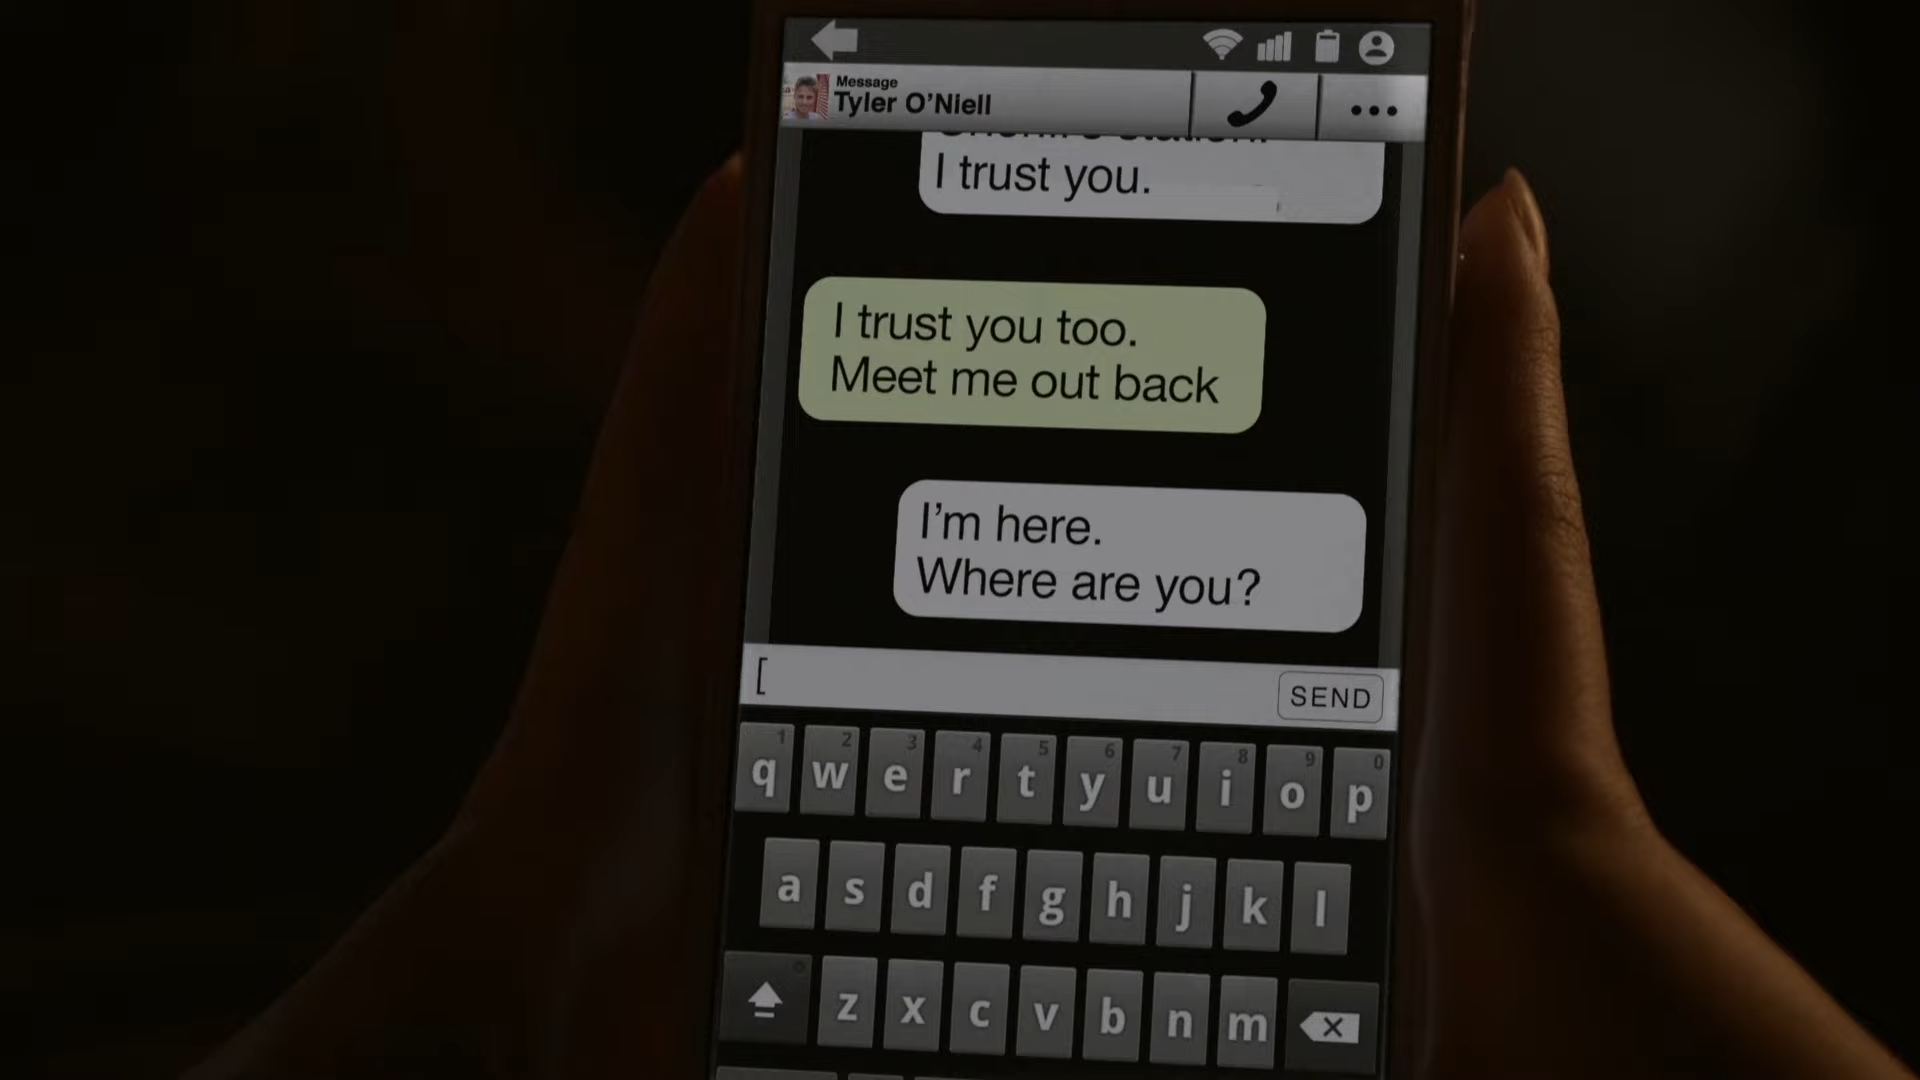 Message
Tyler O'Niell
I trust you.
I trust you too.
Meet me out back
I'm here.
Where are you?
[
SEND
1 2 3 4 5 6 7 8 9 0
q w e r t y u i o p
a s d f g h j k l
z x c v b n m